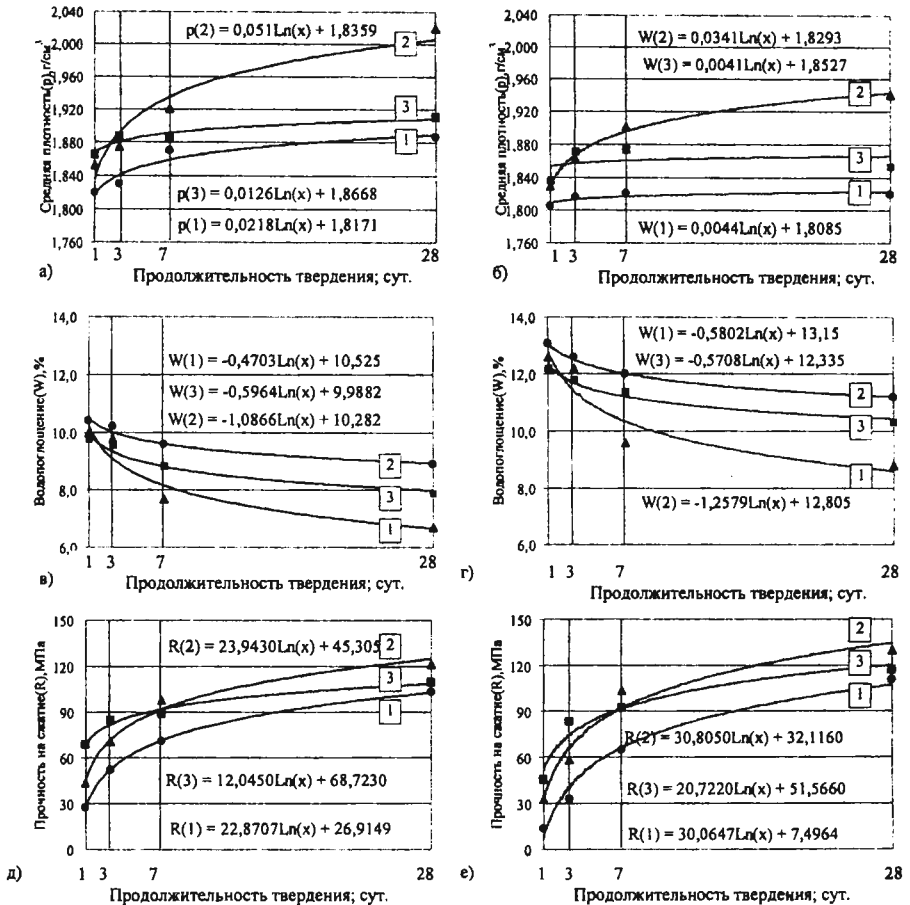 Средняя плотность(р),г/см³
2,040
2,000
1,960
1,920
1,880
1,840
1,800
1,760
p(2) = 0,051Ln(x) + 1,8359
2
3
1
p(3) = 0,0126Ln(x) + 1,8668
p(1) = 0,0218Ln(x) + 1,8171
1 3 7 28
а) Продолжительность твердения; сут.
Средняя плотность(р),г/см³
2,040
2,000
1,960
1,920
1,880
1,840
1,800
1,760
W(2) = 0,0341Ln(x) + 1,8293
W(3) = 0,0041Ln(x) + 1,8527
2
3
1
W(1) = 0,0044Ln(x) + 1,8085
1 3 7 28
б) Продолжительность твердения; сут.
Водопоглощение(W),%
14,0
12,0
10,0
8,0
6,0
W(1) = -0,4703Ln(x) + 10,525
W(3) = -0,5964Ln(x) + 9,9882
W(2) = -1,0866Ln(x) + 10,282
2
3
1
1 3 7 28
в) Продолжительность твердения; сут.
Водопоглощение(W),%
14,0
12,0
10,0
8,0
6,0
W(1) = -0,5802Ln(x) + 13,15
W(3) = -0,5708Ln(x) + 12,335
2
3
1
W(2) = -1,2579Ln(x) + 12,805
1 3 7 28
г) Продолжительность твердения; сут.
Прочность на сжатие(R),МПа
150
120
90
60
30
0
R(2) = 23,9430Ln(x) + 45,305
2
3
1
R(3) = 12,0450Ln(x) + 68,7230
R(1) = 22,8707Ln(x) + 26,9149
1 3 7 28
д) Продолжительность твердения; сут.
Прочность на сжатие(R),МПа
150
120
90
60
30
0
2
3
1
R(2) = 30,8050Ln(x) + 32,1160
R(3) = 20,7220Ln(x) + 51,5660
R(1) = 30,0647Ln(x) + 7,4964
1 3 7 28
е) Продолжительность твердения; сут.